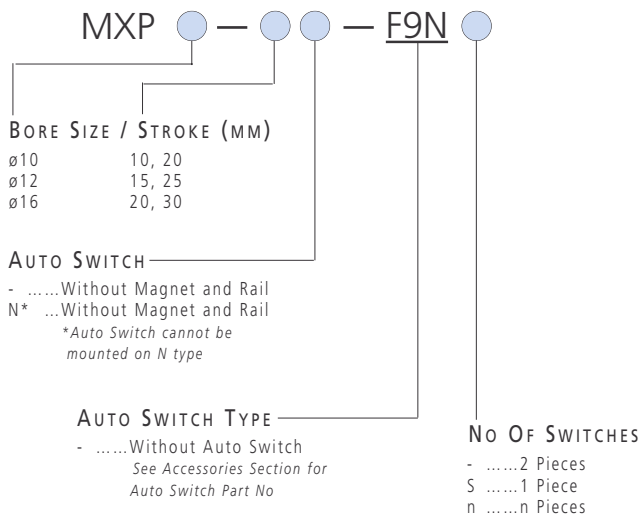 MXP — — F9N
BORE SIZE / STROKE (MM)
ø10 10, 20
ø12 15, 25
ø16 20, 30
AUTO SWITCH
- ......Without Magnet and Rail
N* ...Without Magnet and Rail
*Auto Switch cannot be
mounted on N type
AUTO SWITCH TYPE
- ......Without Auto Switch
See Accessories Section for
Auto Switch Part No
NO OF SWITCHES
- ......2 Pieces
S ......1 Piece
n ......n Pieces